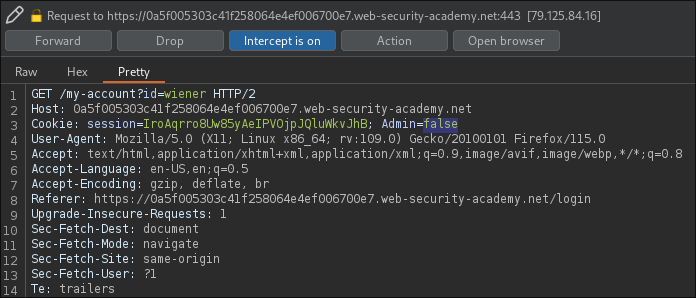 Request to https://0a5f005303c41f258064e4ef006700e7.web-security-academy.net:443 [79.125.84.16]
Forward Drop Intercept is on Action Open browser
Raw Hex Pretty
1 GET /my-account?id=wiener HTTP/2
2 Host: 0a5f005303c41f258064e4ef006700e7.web-security-academy.net
3 Cookie: session=IroAqrro8Uw85yAeIPVOjpJQluWkvJhB; Admin=false
4 User-Agent: Mozilla/5.0 (X11; Linux x86_64; rv:109.0) Gecko/20100101 Firefox/115.0
5 Accept: text/html,application/xhtml+xml,application/xml;q=0.9,image/avif,image/webp,*/*;q=0.8
6 Accept-Language: en-US,en;q=0.5
7 Accept-Encoding: gzip, deflate, br
8 Referer: https://0a5f005303c41f258064e4ef006700e7.web-security-academy.net/login
9 Upgrade-Insecure-Requests: 1
10 Sec-Fetch-Dest: document
11 Sec-Fetch-Mode: navigate
12 Sec-Fetch-Site: same-origin
13 Sec-Fetch-User: ?1
14 Te: trailers